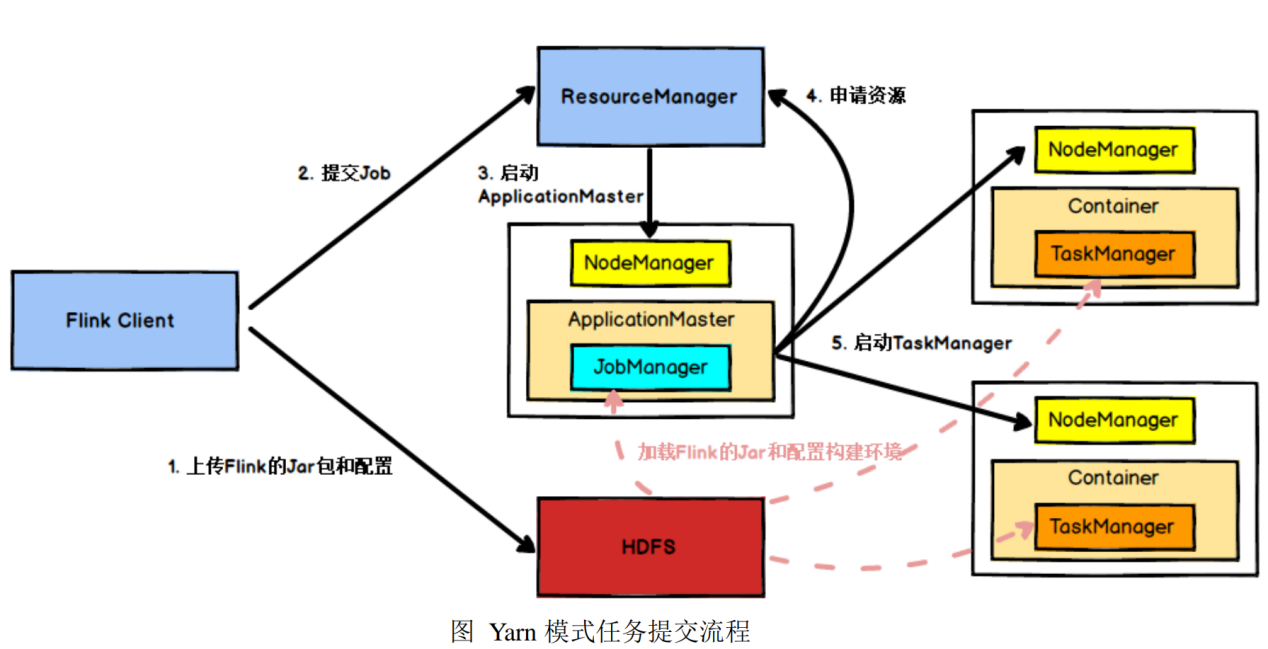 ResourceManager
4. 申请资源
NodeManager
Container
TaskManager
2. 提交Job
3. 启动
ApplicationMaster
NodeManager
ApplicationMaster
JobManager
Flink Client
5. 启动TaskManager
NodeManager
Container
TaskManager
加载Flink的Jar和配置构建环境
1. 上传Flink的Jar包和配置
HDFS
图 Yarn 模式任务提交流程